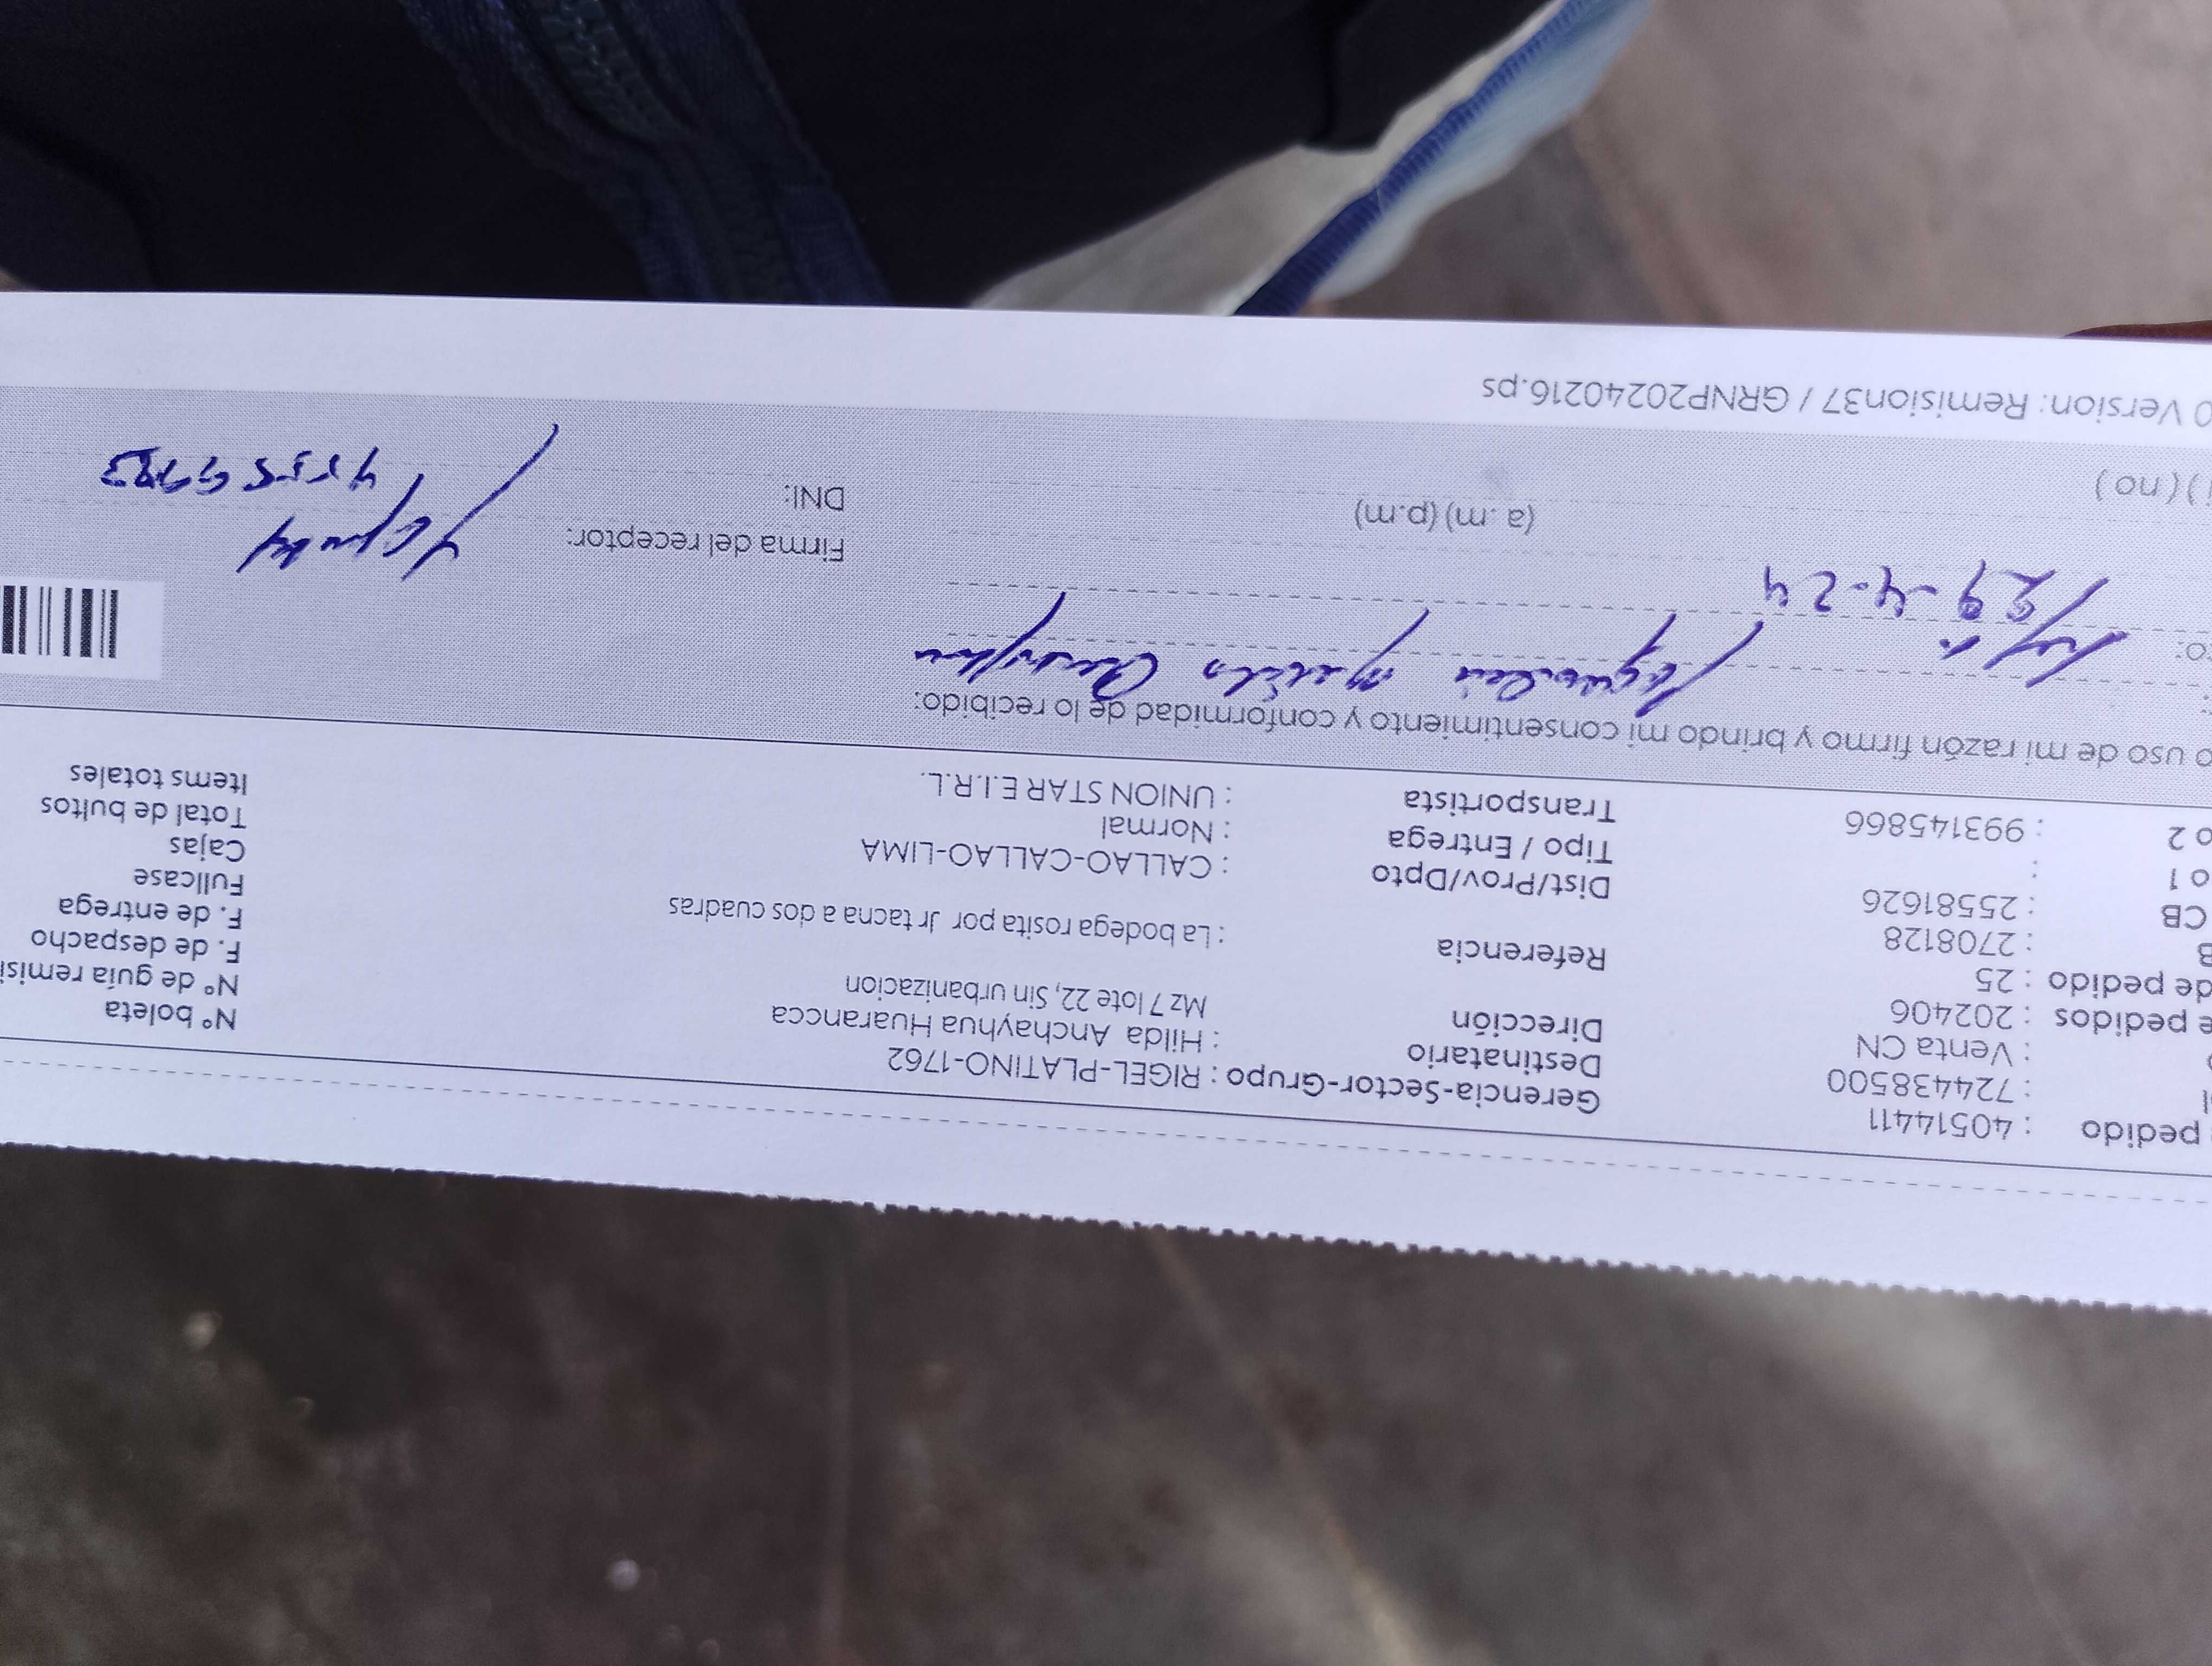 pedido : 40514411 Gerencia-Sector-Grupo : RIGEL-PLATINO-1762 N° boleta
: 724438500 Destinatario : Hilda Anchayhua Huarancca N° de guía remisi
: Venta CN Dirección Mz 7 lote 22, Sin urbanizacion F. de despacho
e pedidos : 202406 Referencia : La bodega rosita por Jr tacna a dos cuadras F. de entrega
de pedido : 25 Dist/Prov/Dpto : CALLAO-CALLAO-LIMA Fullcase
B : 2708128 Tipo / Entrega : Normal Cajas
CB : 25581626 Transportista : UNION STAR E.I.R.L. Total de bultos
o 1 : Items totales
o 2 : 993145866
o uso de mi razón firmo y brindo mi consentimiento y conformidad de lo recibido:
29-4-24
Firma del receptor:
(a.m) (p.m) DNI:
) (no)
0 Version: Remision37 / GRNP20240216.ps